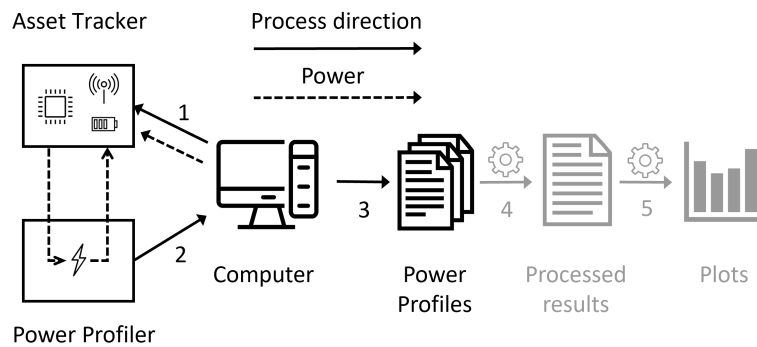 Asset Tracker
Process direction
Power
1
2
3
4
5
Computer
Power
Profiles
Processed
results
Plots
Power Profiler